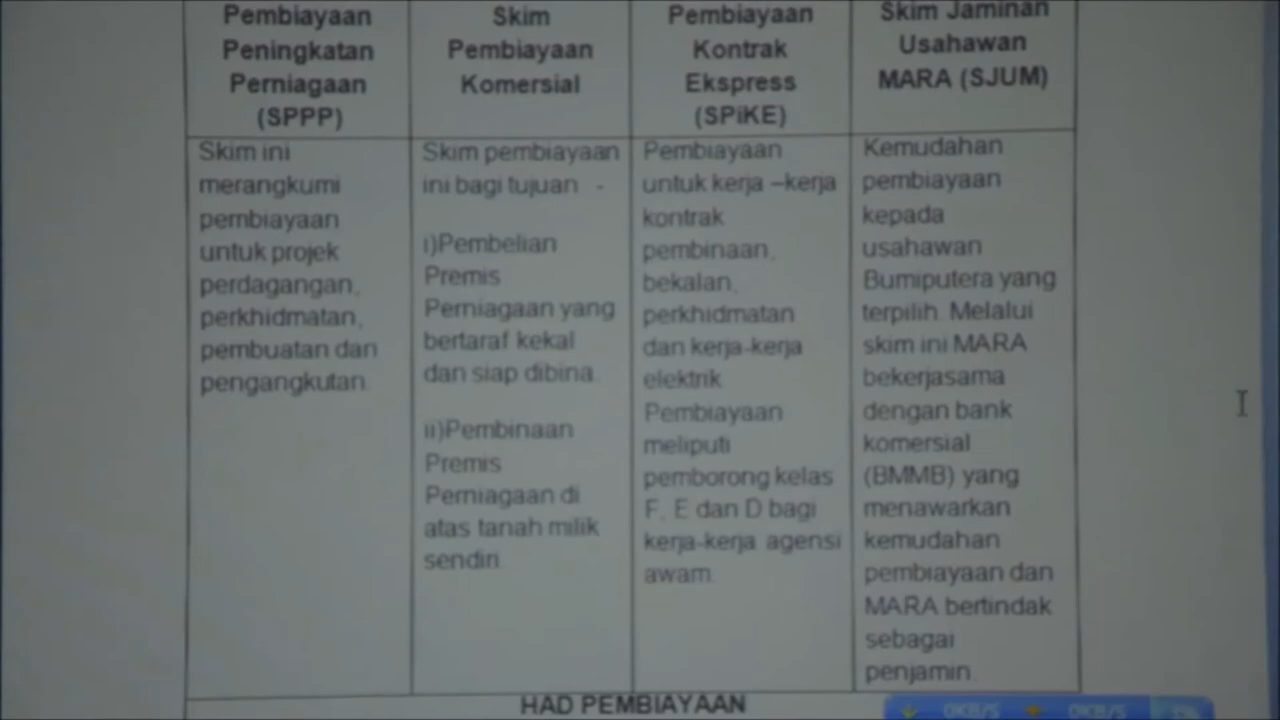 Pembiayaan
Peningkatan
Perniagaan
(SPPP)
Skim
Pembiayaan
Komersial
Pembiayaan
Kontrak
Ekspress
(SPiKE)
Skim Jaminan
Usahawan
MARA (SJUM)
Skim ini
merangkumi
pembiayaan
untuk projek
perdagangan,
perkhidmatan,
pembuatan dan
pengangkutan.
Skim pembiayaan
ini bagi tujuan -
i)Pembelian
Premis
Perniagaan yang
bertaraf kekal
dan siap dibina.
ii)Pembinaan
Premis
Perniagaan di
atas tanah milik
sendiri.
Pembiayaan
untuk kerja –kerja
kontrak
pembinaan,
bekalan,
perkhidmatan
dan kerja-kerja
elektrik.
Pembiayaan
meliputi
pemborong kelas
F, E dan D bagi
kerja-kerja agensi
awam.
Kemudahan
pembiayaan
kepada
usahawan
Bumiputera yang
terpilih. Melalui
skim ini MARA
bekerjasama
dengan bank
komersial
(BMMB) yang
menawarkan
kemudahan
pembiayaan dan
MARA bertindak
sebagai
penjamin.
HAD PEMBIAYAAN
0KB/S 0KB/S